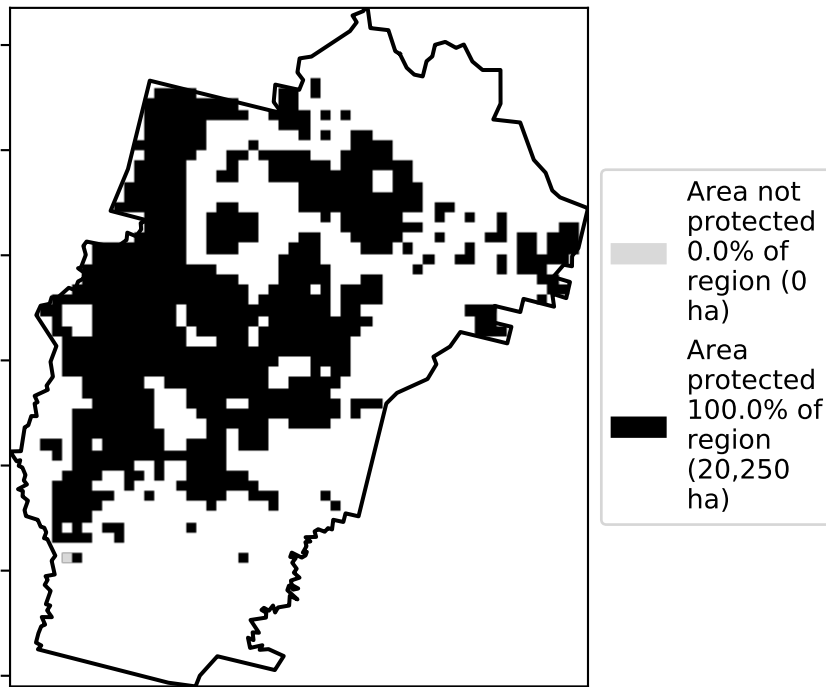 Area not
protected
0.0% of
region (0
ha)
Area
protected
100.0% of
region
(20,250
ha)